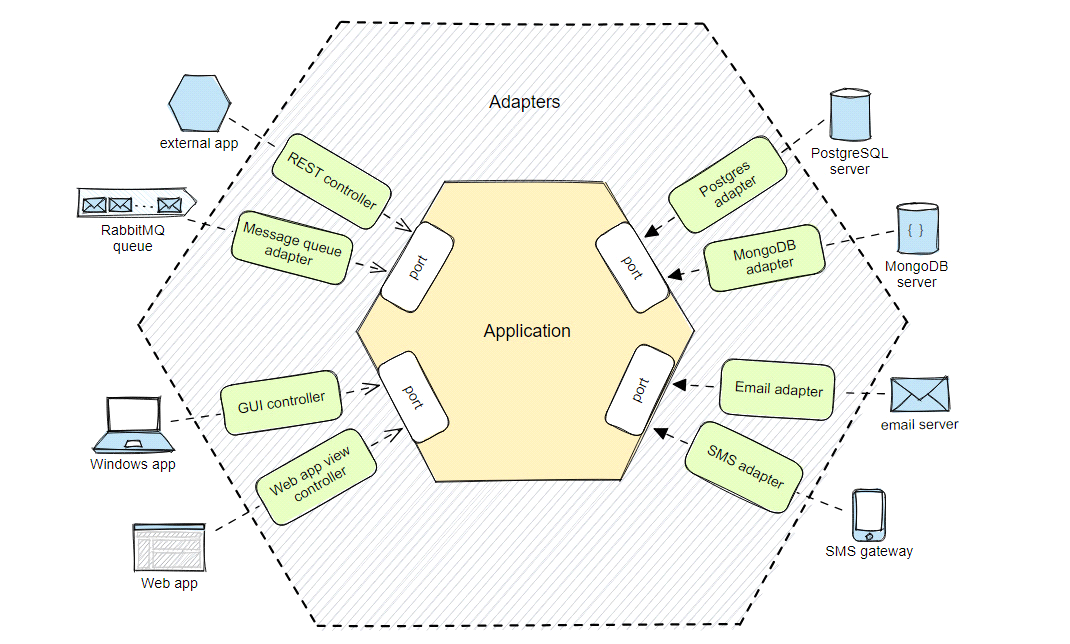 Adapters
external app
REST controller
RabbitMQ
queue
Message queue
adapter
port
PostgreSQL
server
Postgres
adapter
MongoDB
server
{ }
MongoDB
adapter
port
Application
Windows app
GUI controller
port
Web app
Web app view
controller
port
Email adapter
email server
SMS adapter
SMS gateway